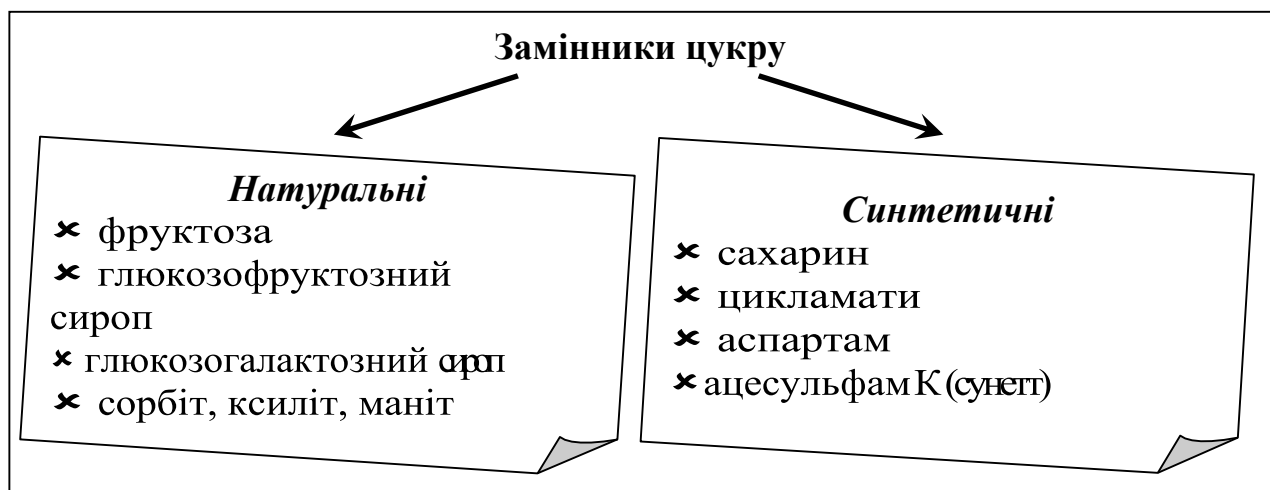 Замінники цукру
Натуральні
× фруктоза
× глюкозофруктозний
сироп
× глюкозогалактозний сироп
× сорбіт, ксиліт, маніт
Синтетичні
× сахарин
× цикламати
× аспартам
× ацесульфам К (сунетт)